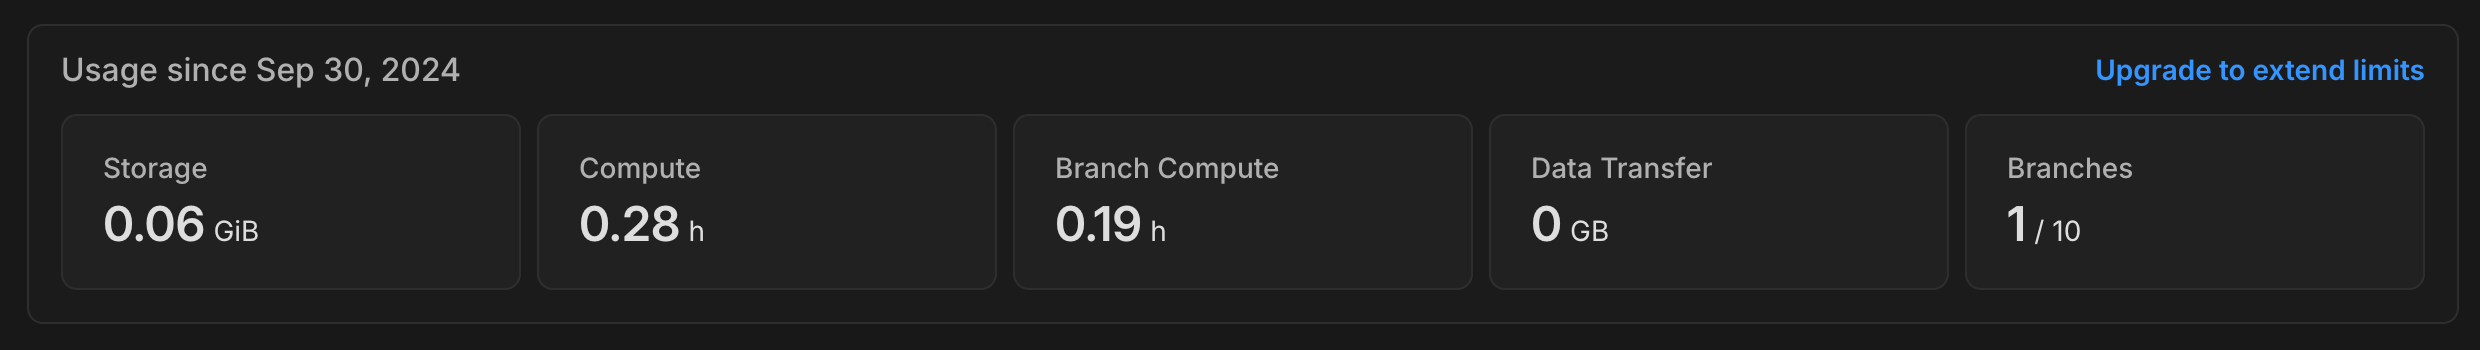 Usage since Sep 30, 2024
Upgrade to extend limits
Storage
0.06 GiB
Compute
0.28 h
Branch Compute
0.19 h
Data Transfer
0 GB
Branches
1 / 10